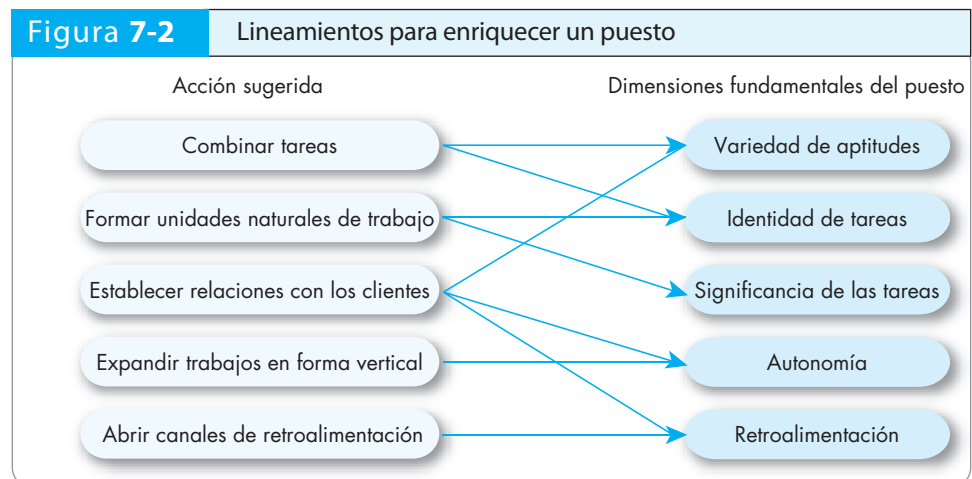 Figura 7-2 Lineamientos para enriquecer un puesto
Acción sugerida
Dimensiones fundamentales del puesto
Combinar tareas
Variedad de aptitudes
Formar unidades naturales de trabajo
Identidad de tareas
Establecer relaciones con los clientes
Significancia de las tareas
Expandir trabajos en forma vertical
Autonomía
Abrir canales de retroalimentación
Retroalimentación